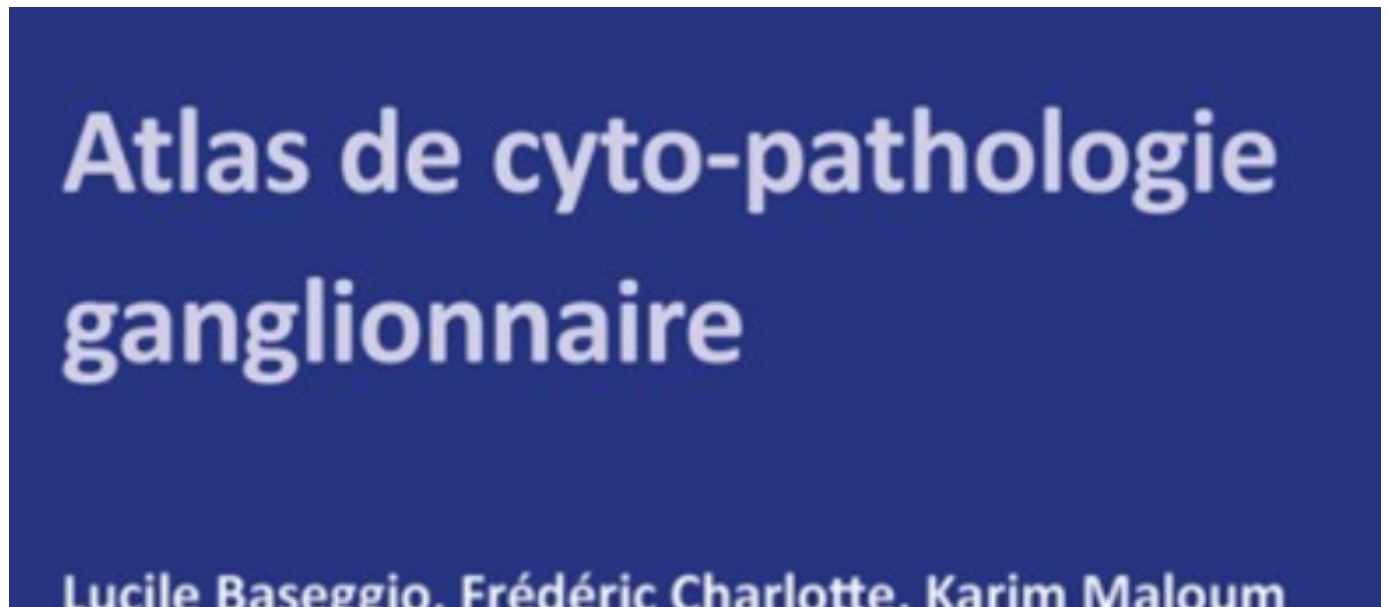 Atlas de cyto-pathologie
ganglionnaire
Lucile Baseggio, Frédéric Charlotte, Karim Maloum